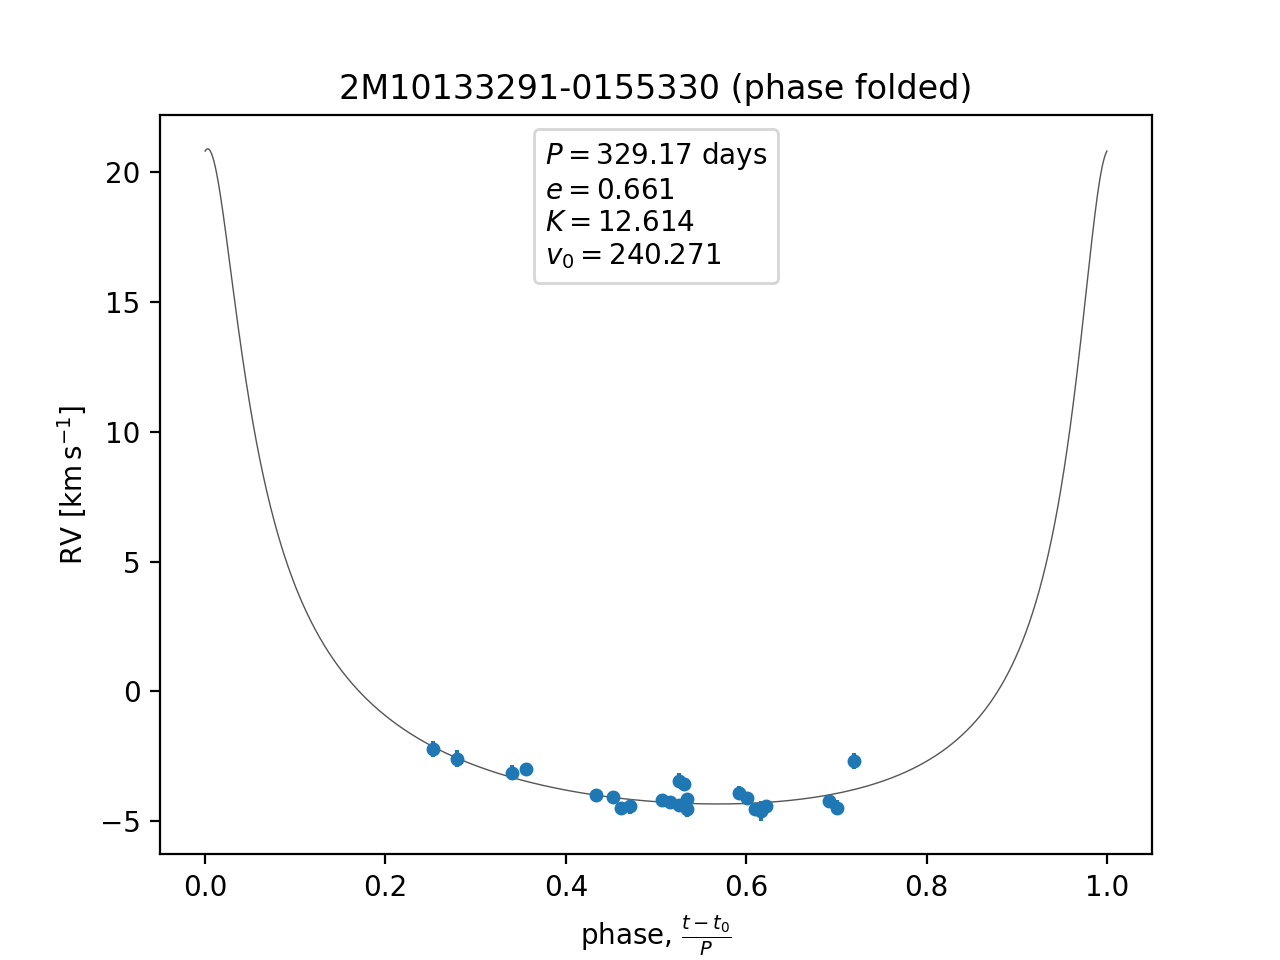 2M10133291-0155330 (phase folded)
P = 329.17 days
e = 0.661
K = 12.614
v₀ = 240.271
RV [km s⁻¹]
20
15
10
5
0
−5
0.0 0.2 0.4 0.6 0.8 1.0
phase, (t − t₀)/P